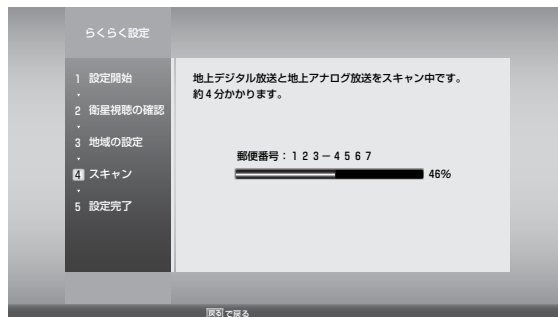 らくらく設定
1 設定開始
2 衛星視聴の確認
3 地域の設定
4 スキャン
5 設定完了
地上デジタル放送と地上アナログ放送をスキャン中です。
約4分かかります。
郵便番号：123－4567
46%
戻るで戻る